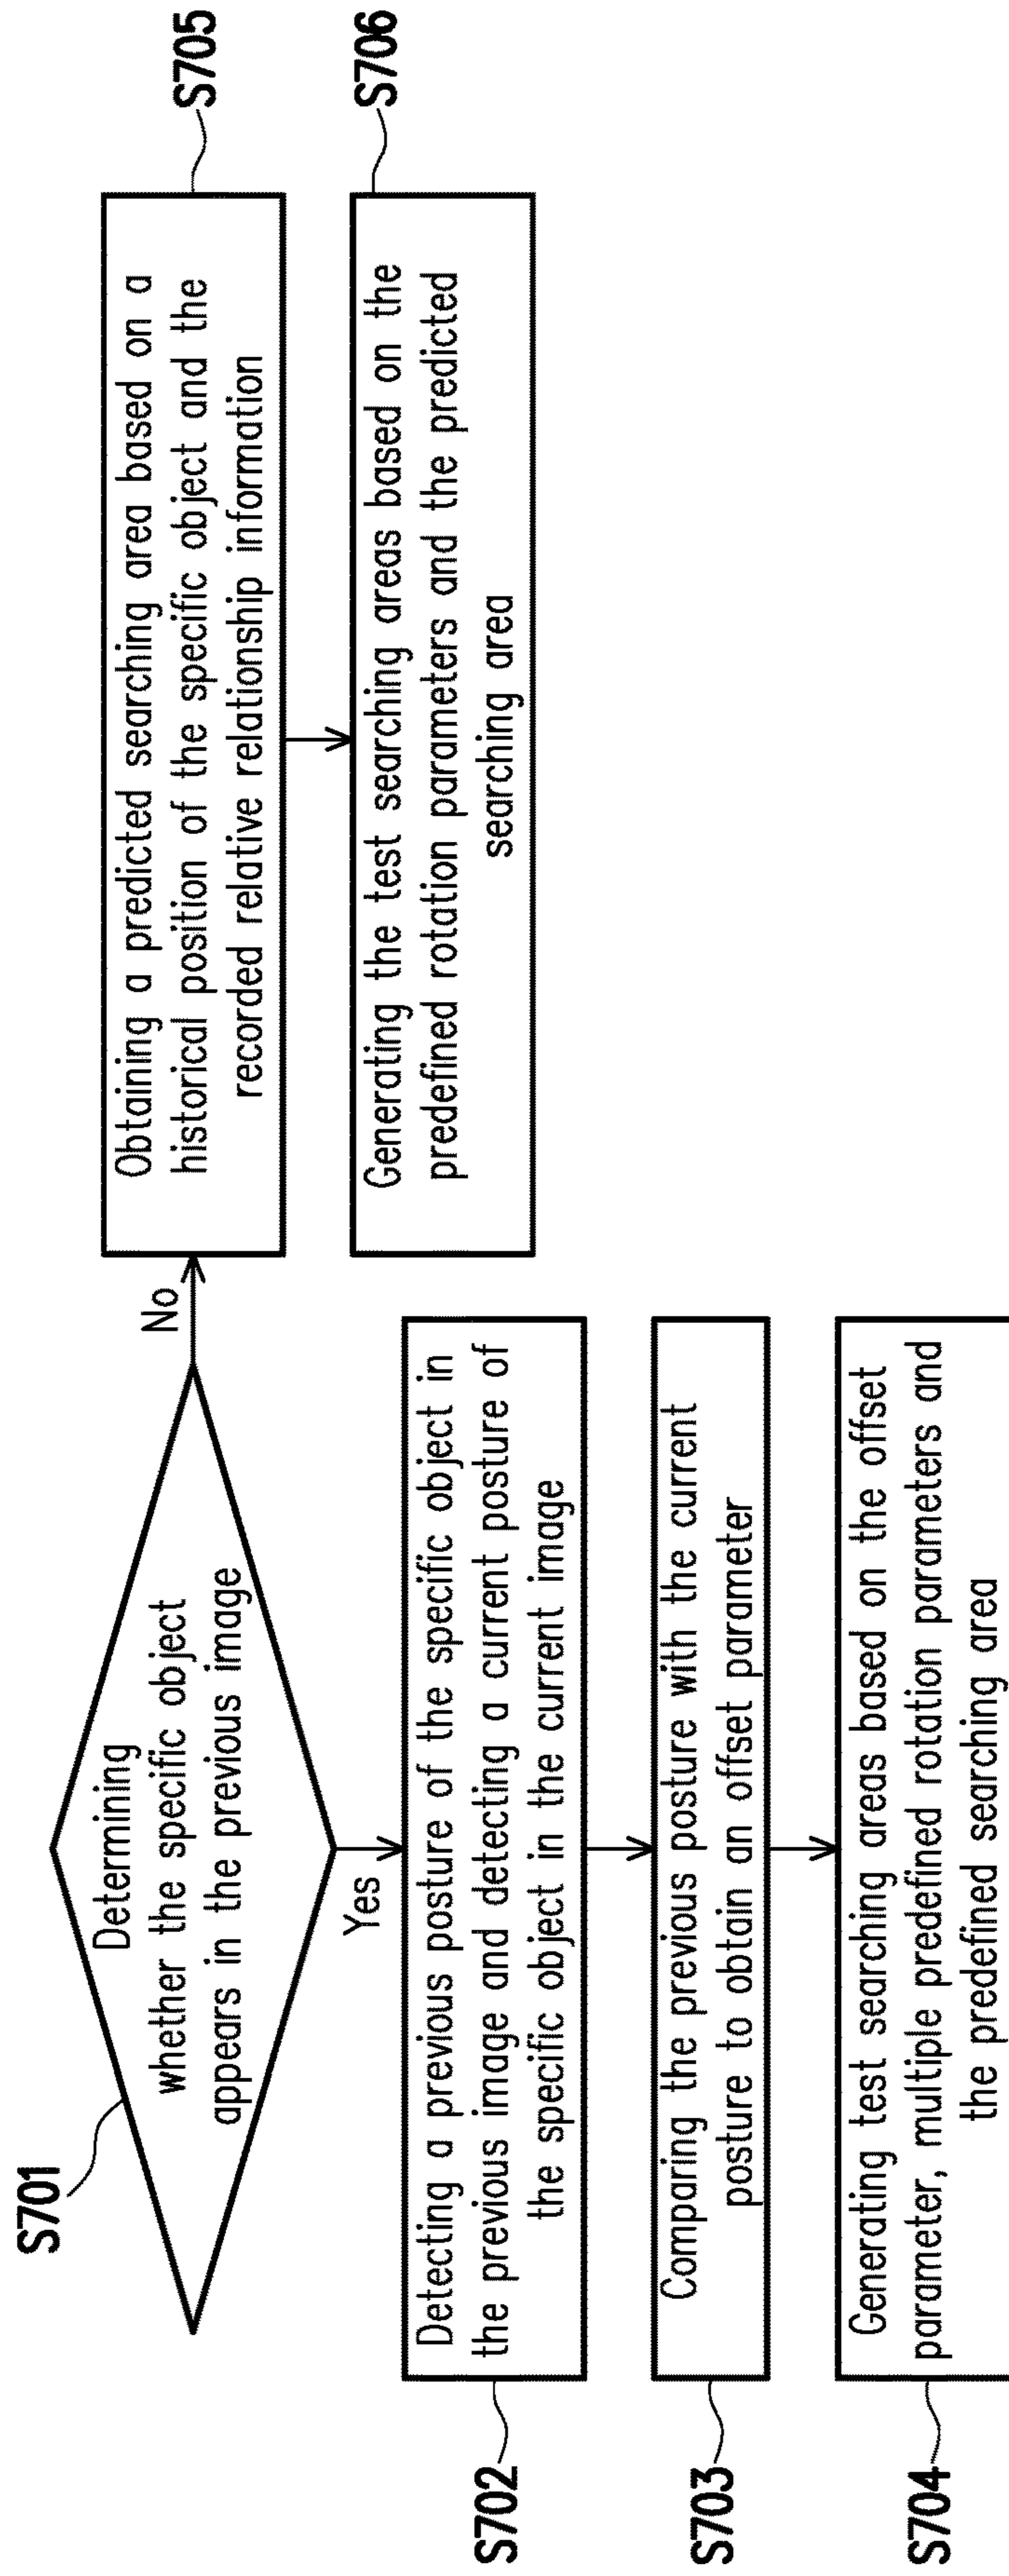 S701
Determining
whether the specific object
appears in the previous image
Yes
No
S702
Detecting a previous posture of the specific object in
the previous image and detecting a current posture of
the specific object in the current image
S703
Comparing the previous posture with the current
posture to obtain an offset parameter
S704
Generating test searching areas based on the offset
parameter, multiple predefined rotation parameters and
the predefined searching area
S705
Obtaining a predicted searching area based on a
historical position of the specific object and the
recorded relative relationship information
S706
Generating the test searching areas based on the
predefined rotation parameters and the predicted
searching area